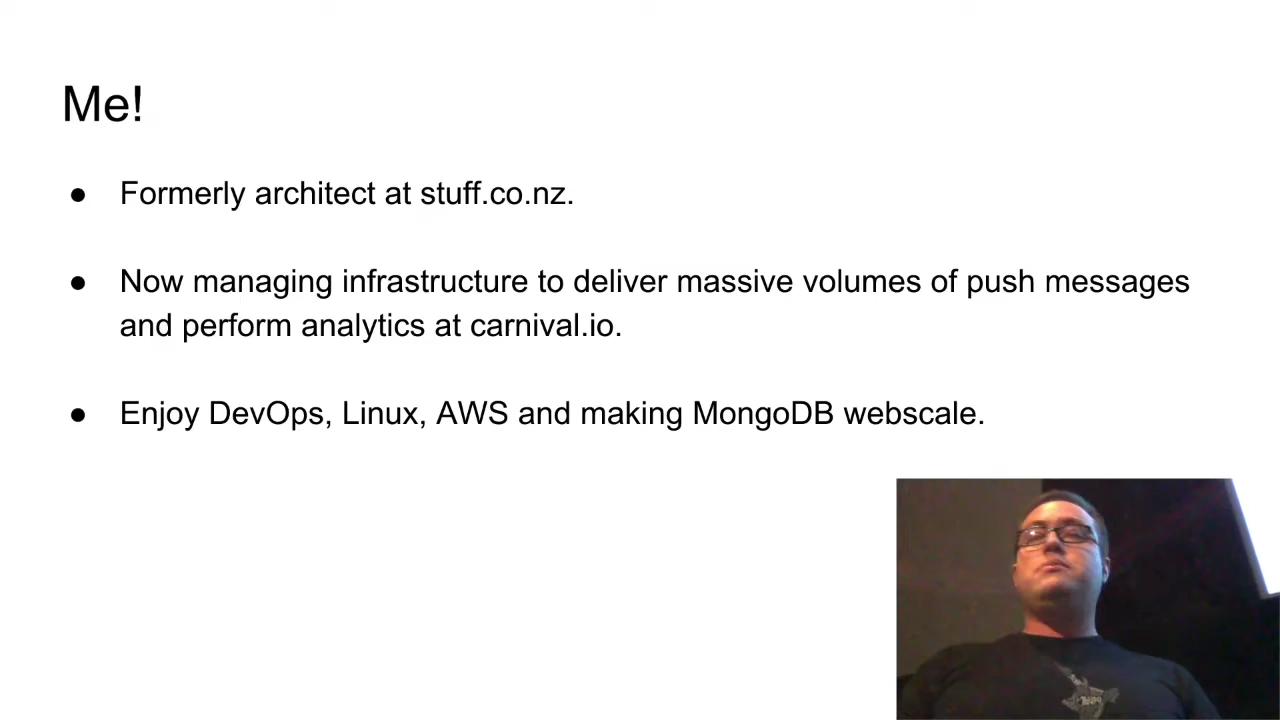 Me!
● Formerly architect at stuff.co.nz.
● Now managing infrastructure to deliver massive volumes of push messages
and perform analytics at carnival.io.
● Enjoy DevOps, Linux, AWS and making MongoDB webscale.